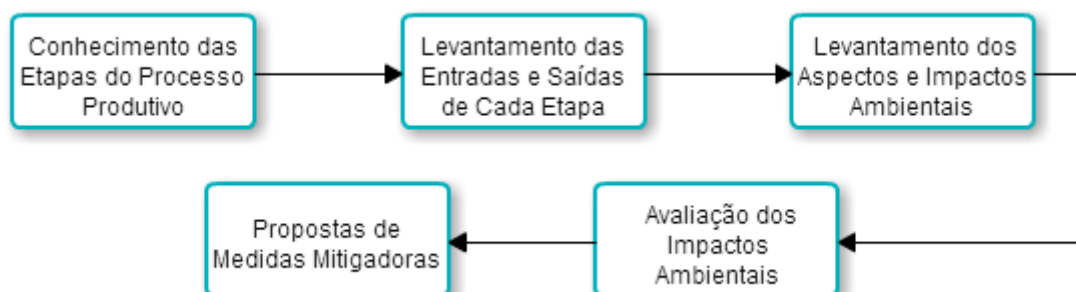 Conhecimento das
Etapas do Processo
Produtivo
Levantamento das
Entradas e Saídas
de Cada Etapa
Levantamento dos
Aspectos e Impactos
Ambientais
Avaliação dos
Impactos
Ambientais
Propostas de
Medidas Mitigadoras